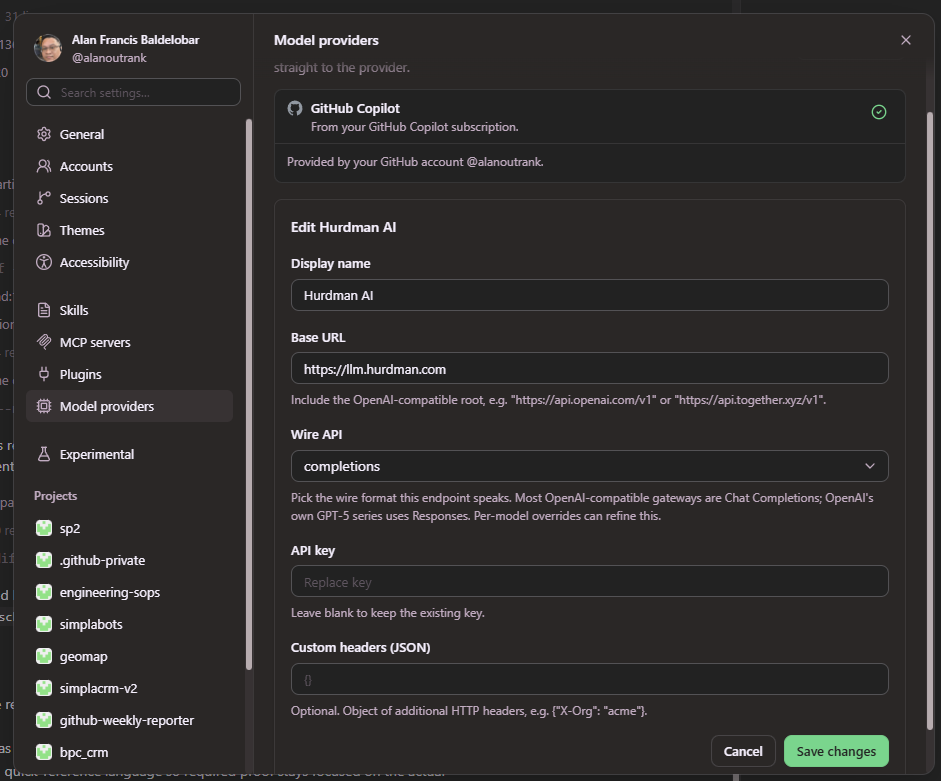 Alan Francis Baldelobar
@alanoutrank
Search settings...
General
Accounts
Sessions
Themes
Accessibility
Skills
MCP servers
Plugins
Model providers
Experimental
Projects
sp2
.github-private
engineering-sops
simplabots
geomap
simplacrm-v2
github-weekly-reporter
bpc_crm
Model providers
straight to the provider.
GitHub Copilot
From your GitHub Copilot subscription.
Provided by your GitHub account @alanoutrank.
Edit Hurdman AI
Display name
Hurdman AI
Base URL
https://llm.hurdman.com
Include the OpenAI-compatible root, e.g. "https://api.openai.com/v1" or "https://api.together.xyz/v1".
Wire API
completions
Pick the wire format this endpoint speaks. Most OpenAI-compatible gateways are Chat Completions; OpenAI's
own GPT-5 series uses Responses. Per-model overrides can refine this.
API key
Replace key
Leave blank to keep the existing key.
Custom headers (JSON)
{}
Optional. Object of additional HTTP headers, e.g. {"X-Org": "acme"}.
Cancel
Save changes